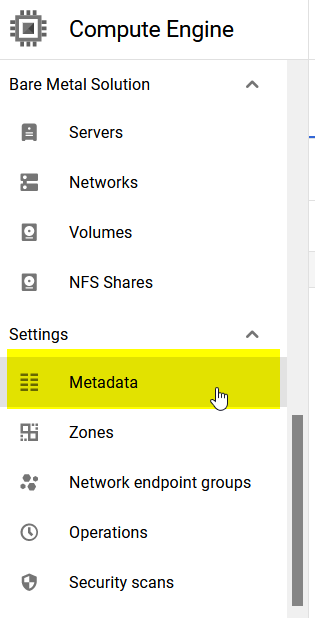 Compute Engine
Bare Metal Solution
Servers
Networks
Volumes
NFS Shares
Settings
Metadata
Zones
Network endpoint groups
Operations
Security scans